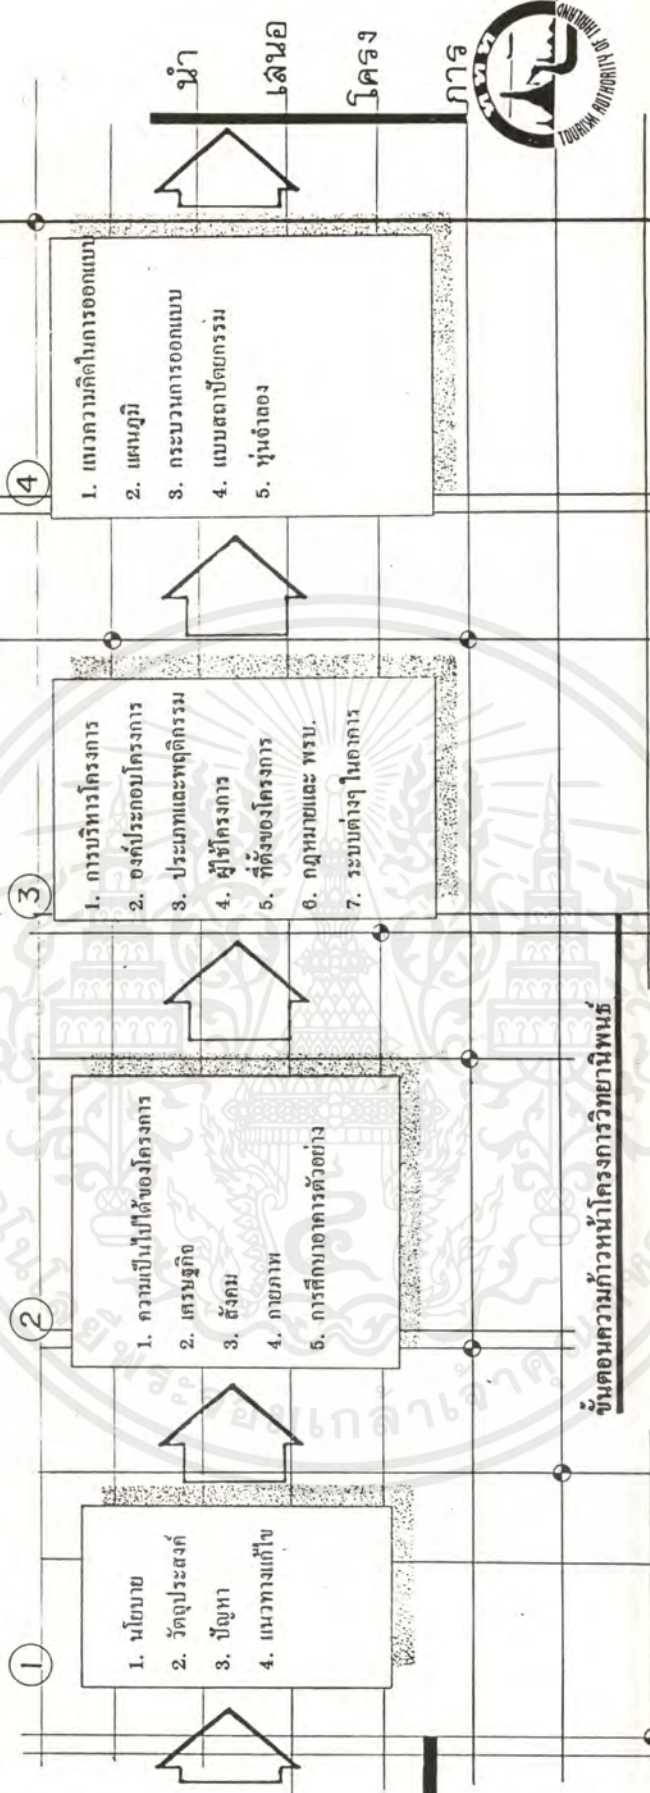 1
1. นโยบาย
2. วัตถุประสงค์
3. ปัญหา
4. แนวทางแก้ไข
2
1. ความเป็นไปได้ของโครงการ
2. เศรษฐกิจ
3. สังคม
4. กายภาพ
5. การศึกษาอาคารตัวอย่าง
3
1. การบริหารโครงการ
2. องค์ประกอบโครงการ
3. ประเภทและพฤติกรรม
4. ผู้ใช้โครงการ
5. ที่ตั้งของโครงการ
6. กฎหมายและ พรบ.
7. ระบบต่างๆ ในอาคาร
4
1. แนวความคิดในการออกแบบ
2. แผนภูมิ
3. กระบวนการออกแบบ
4. แบบสถาปัตยกรรม
5. หุ่นจำลอง
นำ
เสนอ
โครง
การ
ททท
TOURISM AUTHORITY OF THAILAND
ขั้นตอนความก้าวหน้าโครงการวิทยานิพนธ์